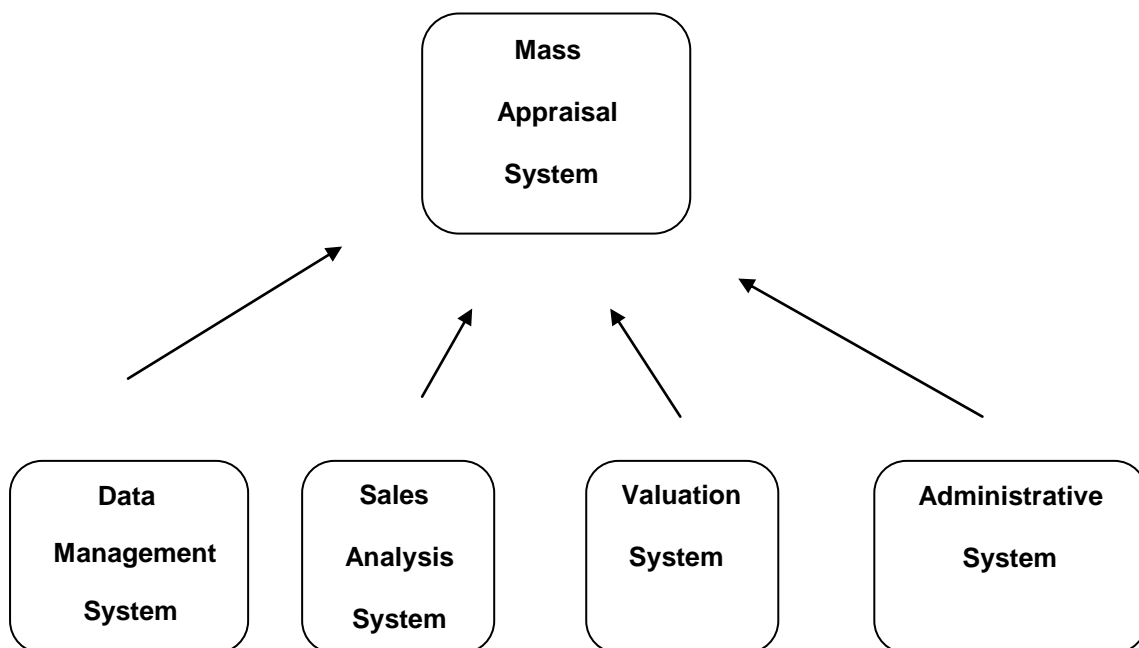 Mass
Appraisal
System
Data
Management
System
Sales
Analysis
System
Valuation
System
Administrative
System